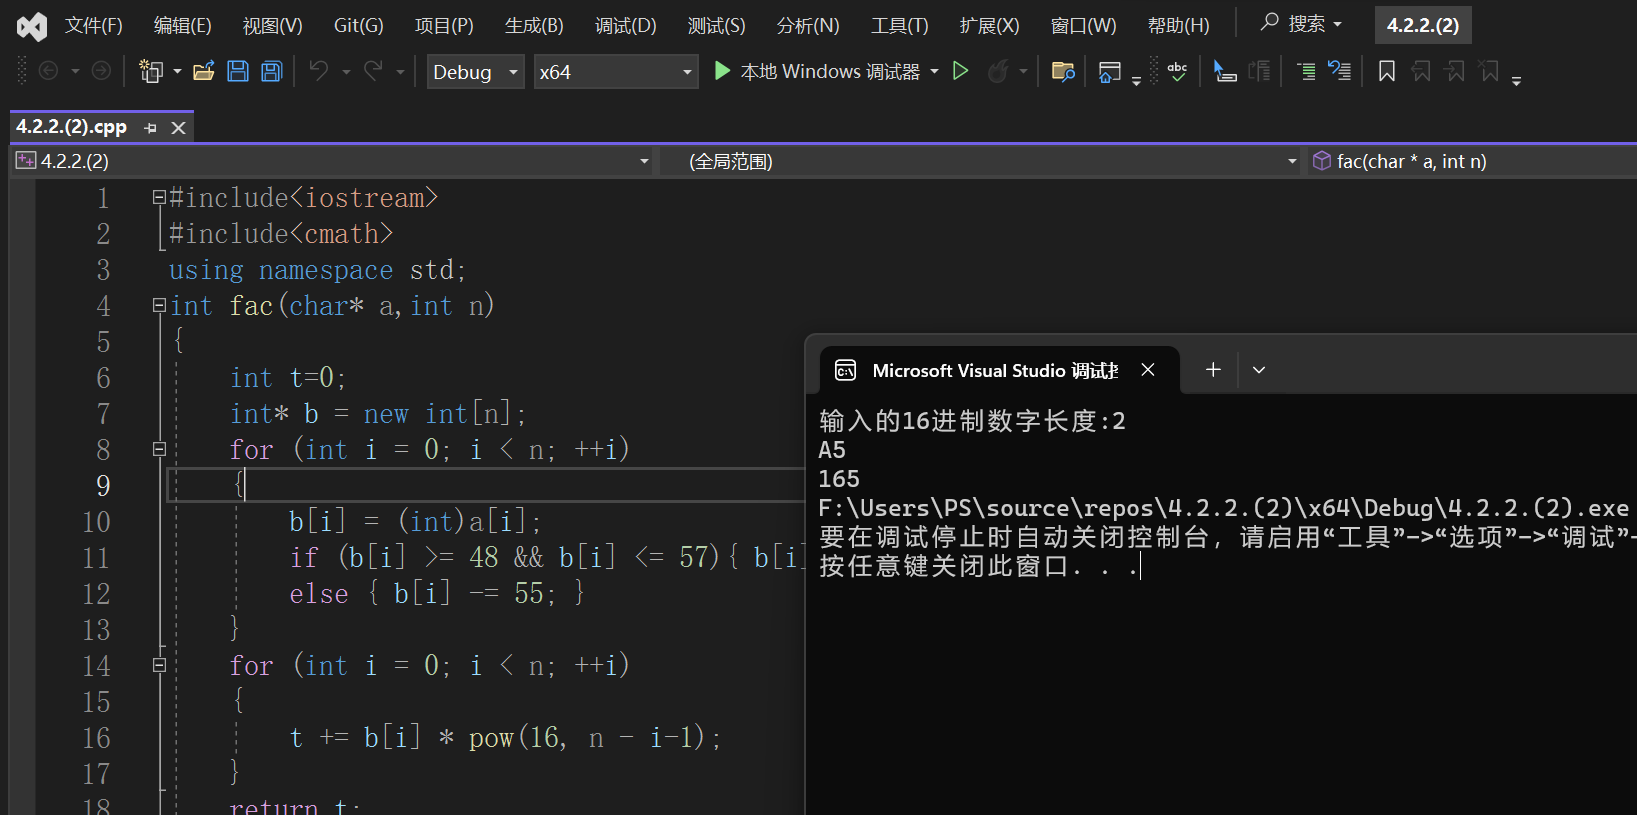 文件(F) 编辑(E) 视图(V) Git(G) 项目(P) 生成(B) 调试(D) 测试(S) 分析(N) 工具(T) 扩展(X) 窗口(W) 帮助(H) 搜索 4.2.2.(2)
Debug x64 本地 Windows 调试器 abc
4.2.2.(2).cpp
4.2.2.(2) (全局范围) fac(char * a, int n)
1 #include<iostream>
2 #include<cmath>
3 using namespace std;
4 int fac(char* a,int n)
5 {
6 int t=0;
7 int* b = new int[n];
8 for (int i = 0; i < n; ++i)
9 {
10 b[i] = (int)a[i];
11 if (b[i] >= 48 && b[i] <= 57){ b[i]
12 else { b[i] -= 55; }
13 }
14 for (int i = 0; i < n; ++i)
15 {
16 t += b[i] * pow(16, n - i-1);
17 }
18 return t;
Microsoft Visual Studio 调试
输入的16进制数字长度:2
A5
165
F:\Users\PS\source\repos\4.2.2.(2)\x64\Debug\4.2.2.(2).exe
要在调试停止时自动关闭控制台，请启用“工具”->“选项”->“调试”-
按任意键关闭此窗口. . .